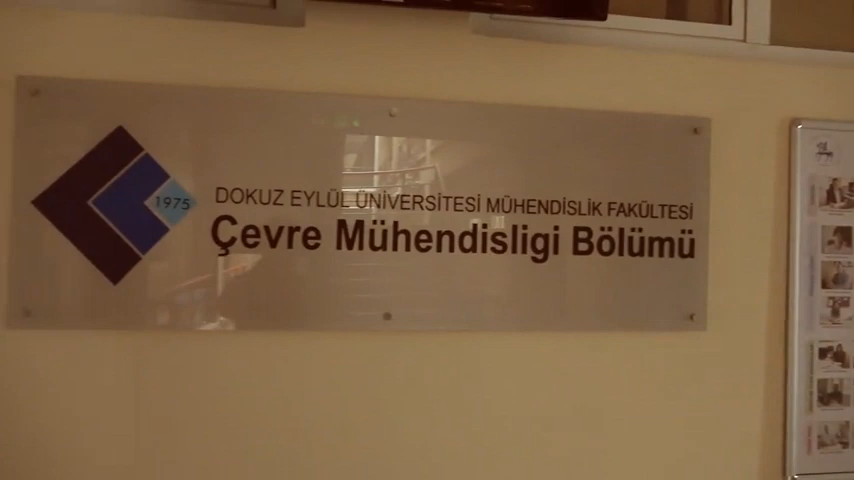 1975
DOKUZ EYLÜL ÜNİVERSİTESİ MÜHENDİSLİK FAKÜLTESİ
Çevre Mühendisligi Bölümü